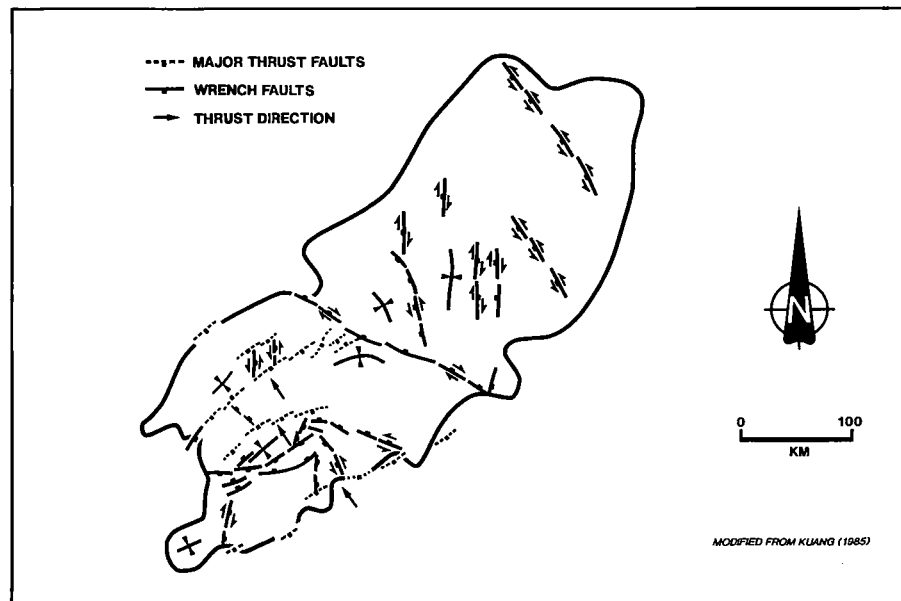 MAJOR THRUST FAULTS
WRENCH FAULTS
THRUST DIRECTION
N
0 100
KM
MODIFIED FROM KUANG (1985)